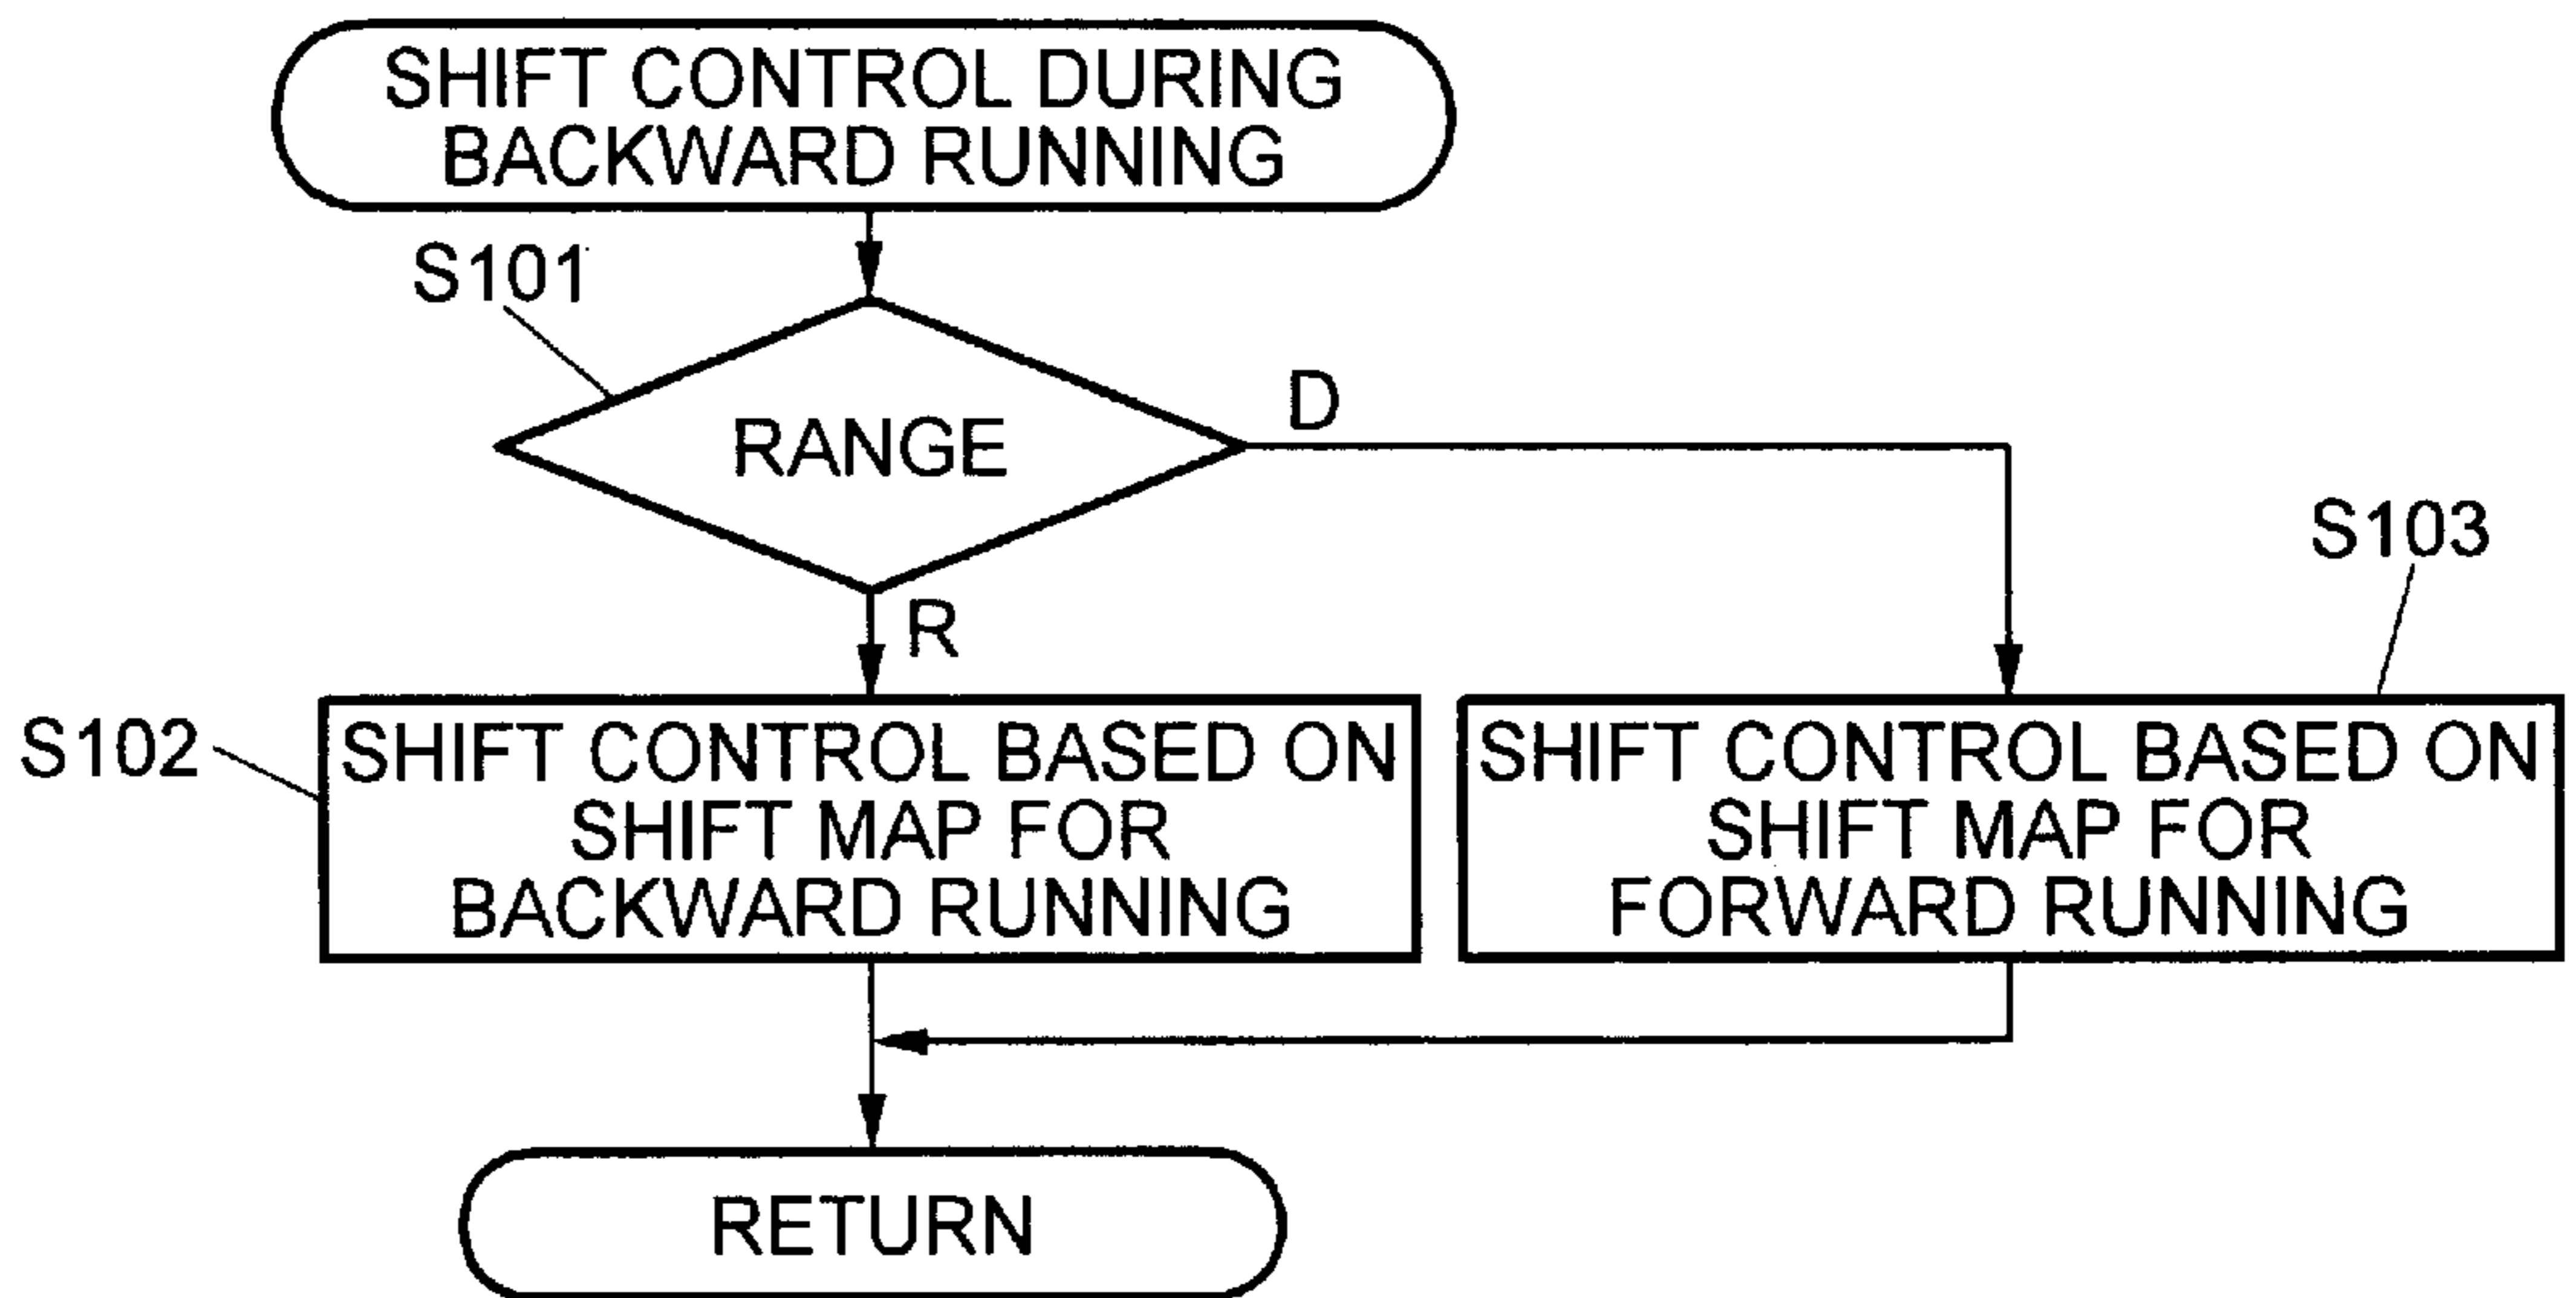 SHIFT CONTROL DURING
BACKWARD RUNNING
S101
RANGE
D
R
S103
S102
SHIFT CONTROL BASED ON
SHIFT MAP FOR
BACKWARD RUNNING
SHIFT CONTROL BASED ON
SHIFT MAP FOR
FORWARD RUNNING
RETURN